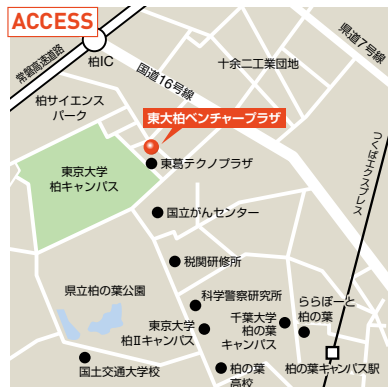 ACCESS
常磐高速道路
柏IC
国道16号線
十余二工業団地
県道7号線
柏サイエンス
パーク
東大柏ベンチャープラザ
東葛テクノプラザ
東京大学
柏キャンパス
つくばエクスプレス
国立がんセンター
税関研修所
県立柏の葉公園
科学警察研究所
ららぽーと
柏の葉
千葉大学
柏の葉
キャンパス
東京大学
柏Ⅱキャンパス
国土交通大学校
柏の葉
高校
柏の葉キャンパス駅